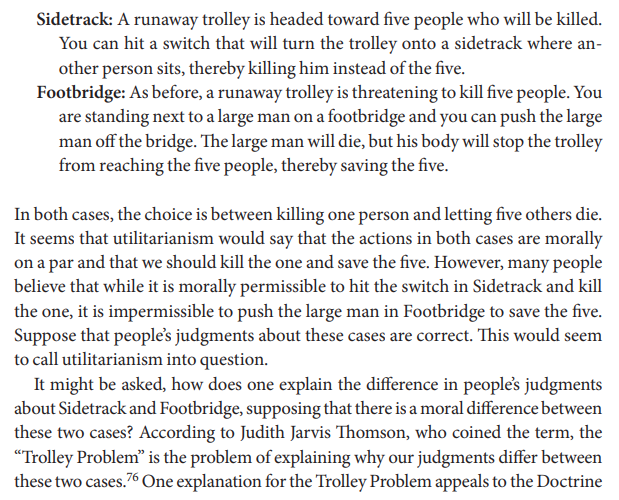 Sidetrack: A runaway trolley is headed toward five people who will be killed.
You can hit a switch that will turn the trolley onto a sidetrack where an-
other person sits, thereby killing him instead of the five.
Footbridge: As before, a runaway trolley is threatening to kill five people. You
are standing next to a large man on a footbridge and you can push the large
man off the bridge. The large man will die, but his body will stop the trolley
from reaching the five people, thereby saving the five.
In both cases, the choice is between killing one person and letting five others die.
It seems that utilitarianism would say that the actions in both cases are morally
on a par and that we should kill the one and save the five. However, many people
believe that while it is morally permissible to hit the switch in Sidetrack and kill
the one, it is impermissible to push the large man in Footbridge to save the five.
Suppose that people’s judgments about these cases are correct. This would seem
to call utilitarianism into question.
It might be asked, how does one explain the difference in people’s judgments
about Sidetrack and Footbridge, supposing that there is a moral difference between
these two cases? According to Judith Jarvis Thomson, who coined the term, the
“Trolley Problem” is the problem of explaining why our judgments differ between
these two cases.76 One explanation for the Trolley Problem appeals to the Doctrine